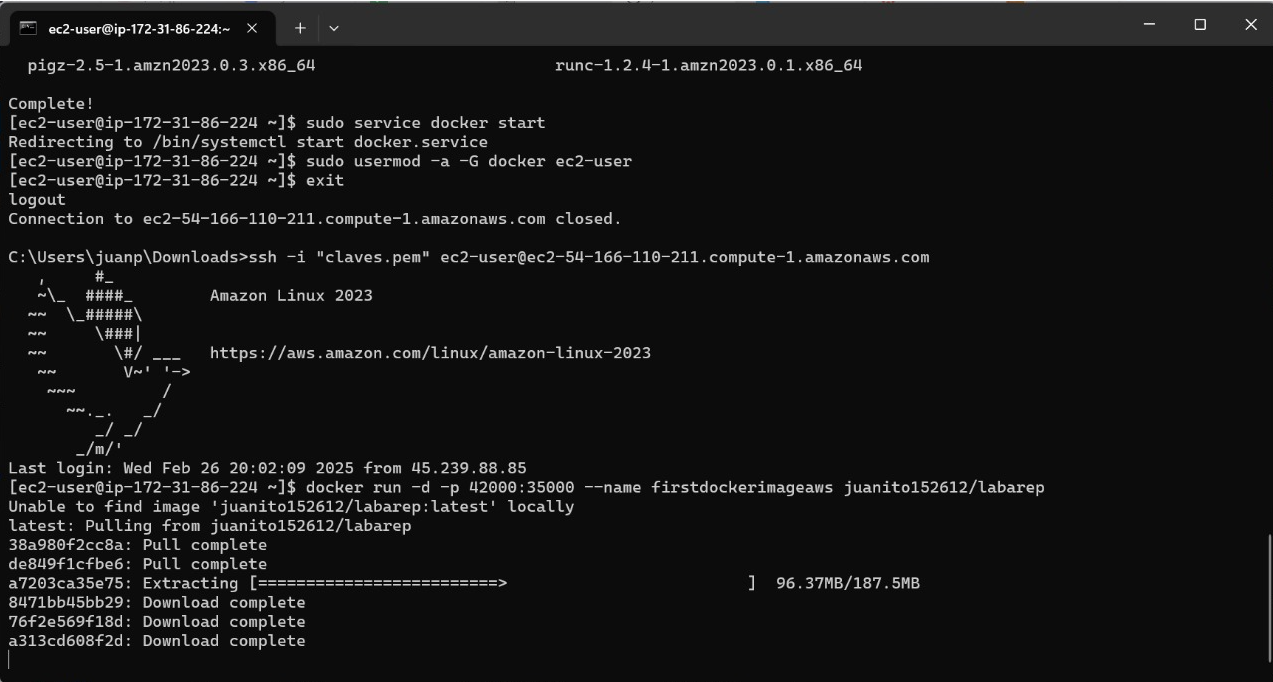 ec2-user@ip-172-31-86-224:~
pigz-2.5-1.amzn2023.0.3.x86_64                         runc-1.2.4-1.amzn2023.0.1.x86_64
Complete!
[ec2-user@ip-172-31-86-224 ~]$ sudo service docker start
Redirecting to /bin/systemctl start docker.service
[ec2-user@ip-172-31-86-224 ~]$ sudo usermod -a -G docker ec2-user
[ec2-user@ip-172-31-86-224 ~]$ exit
logout
Connection to ec2-54-166-110-211.compute-1.amazonaws.com closed.
C:\Users\juanp\Downloads>ssh -i "claves.pem" ec2-user@ec2-54-166-110-211.compute-1.amazonaws.com
   ,     #_
   ~\_  ####_        Amazon Linux 2023
  ~~  \_#####\
  ~~     \###|
  ~~       \#/ ___   https://aws.amazon.com/linux/amazon-linux-2023
   ~~       V~' '->
    ~~~         /
      ~~._.   _/
         _/ _/
       _/m/'
Last login: Wed Feb 26 20:02:09 2025 from 45.239.88.85
[ec2-user@ip-172-31-86-224 ~]$ docker run -d -p 42000:35000 --name firstdockerimageaws juanito152612/labarep
Unable to find image 'juanito152612/labarep:latest' locally
latest: Pulling from juanito152612/labarep
38a980f2cc8a: Pull complete
de849f1cfbe6: Pull complete
a7203ca35e75: Extracting [=========================>                         ]  96.37MB/187.5MB
8471bb45bb29: Download complete
76f2e569f18d: Download complete
a313cd608f2d: Download complete